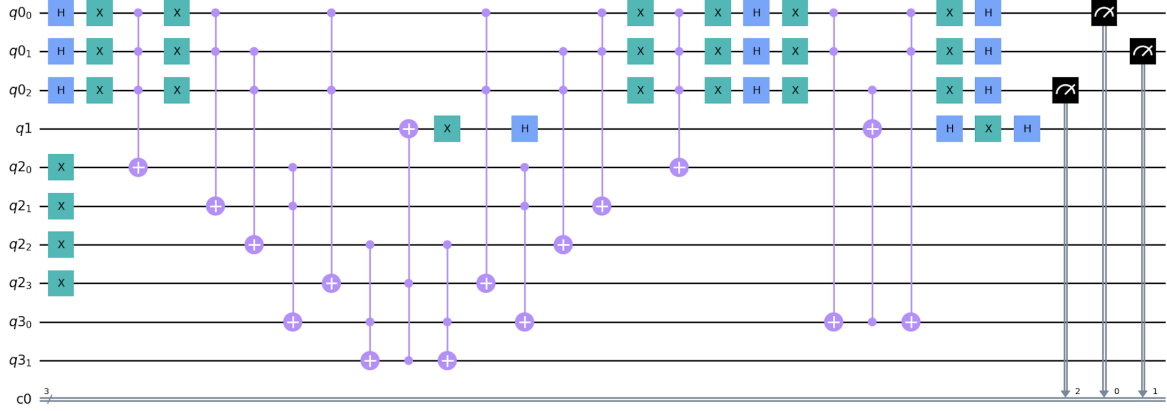 q0₀ H X X X X H X X H
q0₁ H X X X X H X X H
q0₂ H X X X X H X X H
q1 X H H X H
q2₀ X
q2₁ X
q2₂ X
q2₃ X
q3₀
q3₁
c0 3 2 0 1